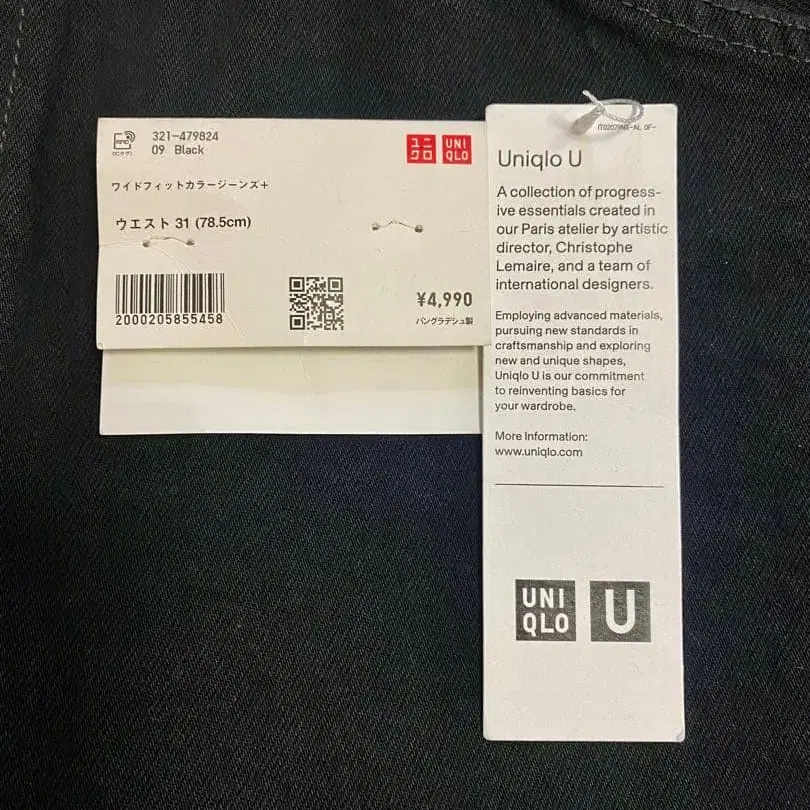 321-479824
09 Black
ユニ
クロ
UNI
QLO
ワイドフィットカラージーンズ+
ウエスト 31 (78.5cm)
2000205855458
¥4,990
バングラデシュ製
Uniqlo U
A collection of progress-
ive essentials created in
our Paris atelier by artistic
director, Christophe
Lemaire, and a team of
international designers.
Employing advanced materials,
pursuing new standards in
craftsmanship and exploring
new and unique shapes,
Uniqlo U is our commitment
to reinventing basics for
your wardrobe.
More Information:
www.uniqlo.com
UNI
QLO
U